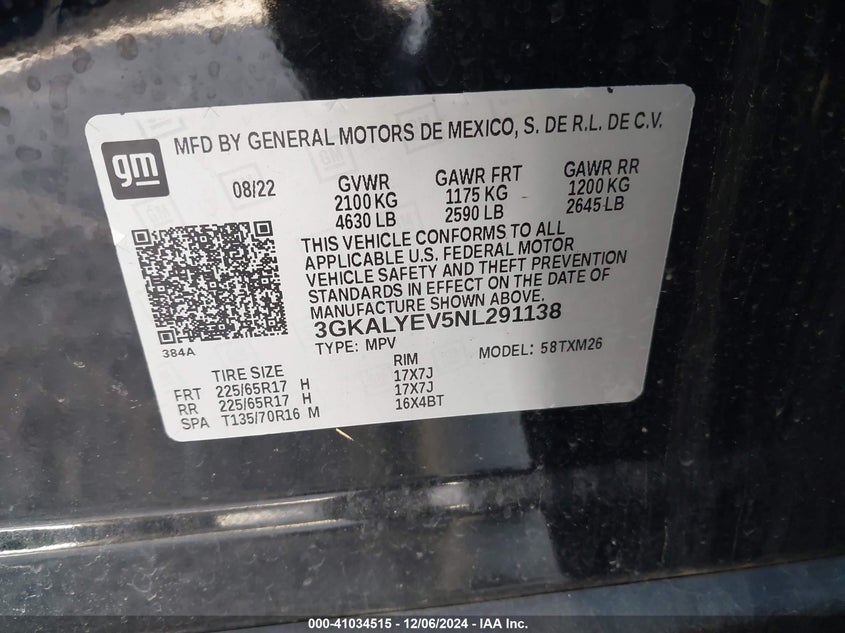 gm
MFD BY GENERAL MOTORS DE MEXICO, S. DE R.L. DE C.V.
08/22 GVWR GAWR FRT GAWR RR
2100 KG 1175 KG 1200 KG
4630 LB 2590 LB 2645 LB
THIS VEHICLE CONFORMS TO ALL
APPLICABLE U.S. FEDERAL MOTOR
VEHICLE SAFETY AND THEFT PREVENTION
STANDARDS IN EFFECT ON THE DATE OF
MANUFACTURE SHOWN ABOVE.
3GKALYEV5NL291138
384A
TYPE: MPV MODEL: 58TXM26
TIRE SIZE RIM
FRT 225/65R17 H 17X7J
RR 225/65R17 H 17X7J
SPA T135/70R16 M 16X4BT
000-41034515 - 12/06/2024 - IAA Inc.